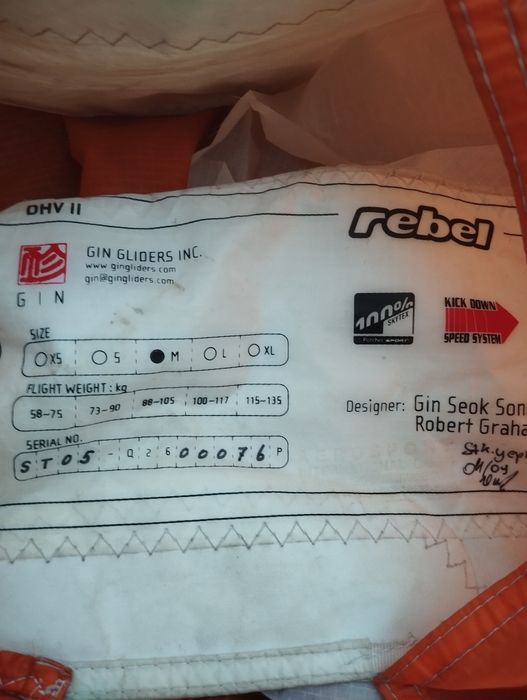 DHV II
rebel
GIN GLIDERS INC.
www.gingliders.com
gin@gingliders.com
GIN
100%
SKYTEX
KICK DOWN
SPEED SYSTEM
SIZE
XS S M L XL
FLIGHT WEIGHT: kg
58-75 73-90 88-105 100-117 115-135
Designer: Gin Seok Son
Robert Graha
SERIAL NO.
ST05-Q2600076P